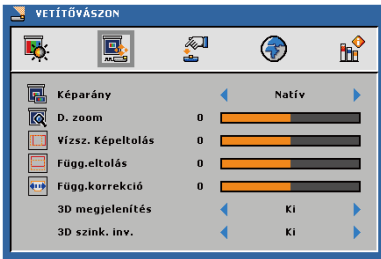 VETÍTŐVÁSZON
Képarány Natív
D. zoom 0
Vízsz. Képeltolás 0
Függ.eltolás 0
Függ.korrekció 0
3D megjelenítés Ki
3D szink. inv. Ki